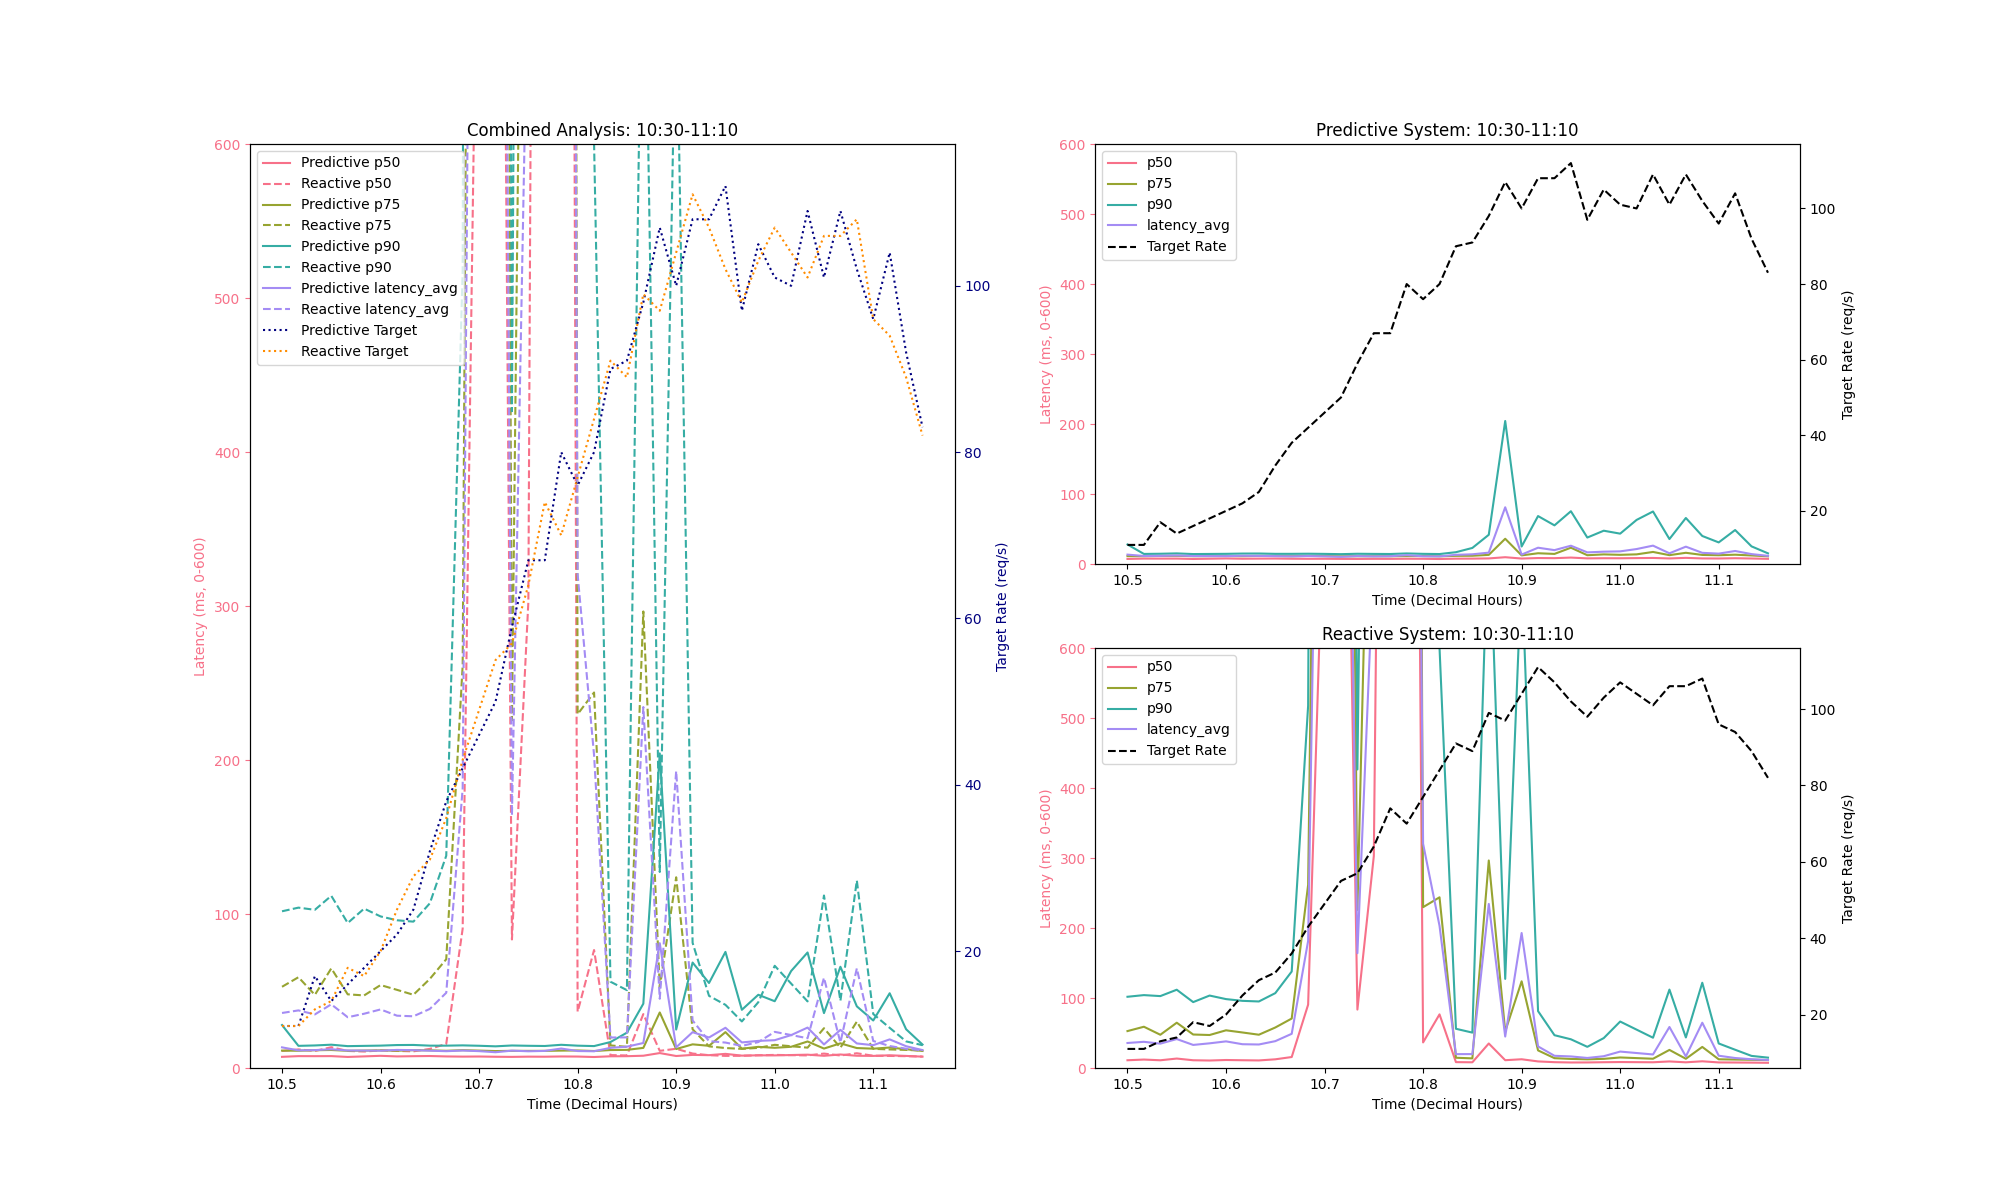 Combined Analysis: 10:30-11:10
Predictive p50
Reactive p50
Predictive p75
Reactive p75
Predictive p90
Reactive p90
Predictive latency_avg
Reactive latency_avg
Predictive Target
Reactive Target
600
500
400
300
200
100
0
Latency (ms, 0-600)
100
80
60
40
20
Target Rate (req/s)
10.5 10.6 10.7 10.8 10.9 11.0 11.1
Time (Decimal Hours)
Predictive System: 10:30-11:10
p50
p75
p90
latency_avg
Target Rate
600
500
400
300
200
100
0
Latency (ms, 0-600)
100
80
60
40
20
Target Rate (req/s)
10.5 10.6 10.7 10.8 10.9 11.0 11.1
Time (Decimal Hours)
Reactive System: 10:30-11:10
p50
p75
p90
latency_avg
Target Rate
600
500
400
300
200
100
0
Latency (ms, 0-600)
100
80
60
40
20
Target Rate (req/s)
10.5 10.6 10.7 10.8 10.9 11.0 11.1
Time (Decimal Hours)